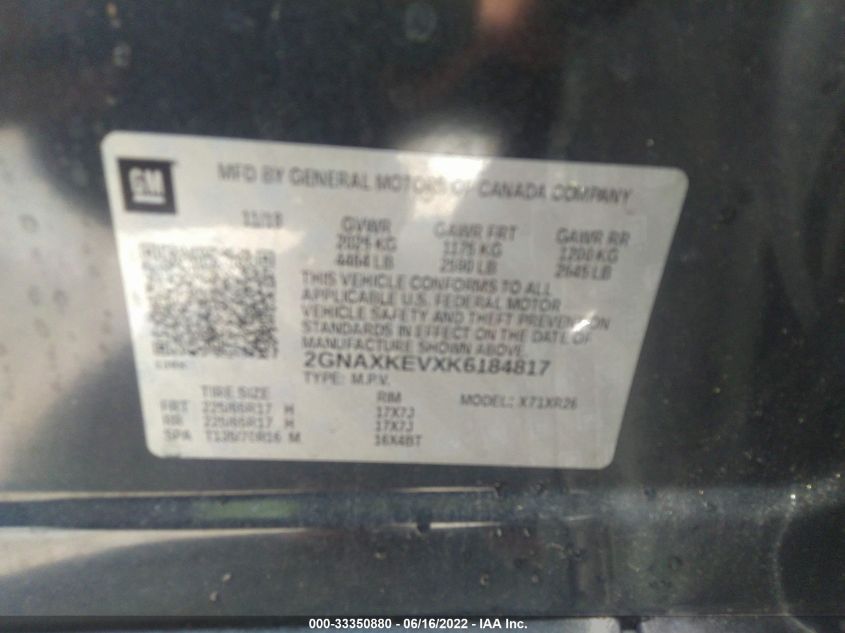 GM
MFD BY GENERAL MOTORS OF CANADA COMPANY
11/18
GVWR GAWR FRT GAWR RR
2025 KG 1175 KG 1200 KG
4464 LB 2590 LB 2645 LB
THIS VEHICLE CONFORMS TO ALL
APPLICABLE U.S. FEDERAL MOTOR
VEHICLE SAFETY AND THEFT PREVENTION
STANDARDS IN EFFECT ON THE DATE OF
MANUFACTURE SHOWN ABOVE.
2GNAXKEVXK6184817
TYPE: M.P.V.
MODEL: X71XR26
TIRE SIZE RIM
FRT 225/65R17 H 17X7J
RR 225/65R17 H 17X7J
SPA T135/70R16 M 16X4BT
000-33350880 - 06/16/2022 - IAA Inc.